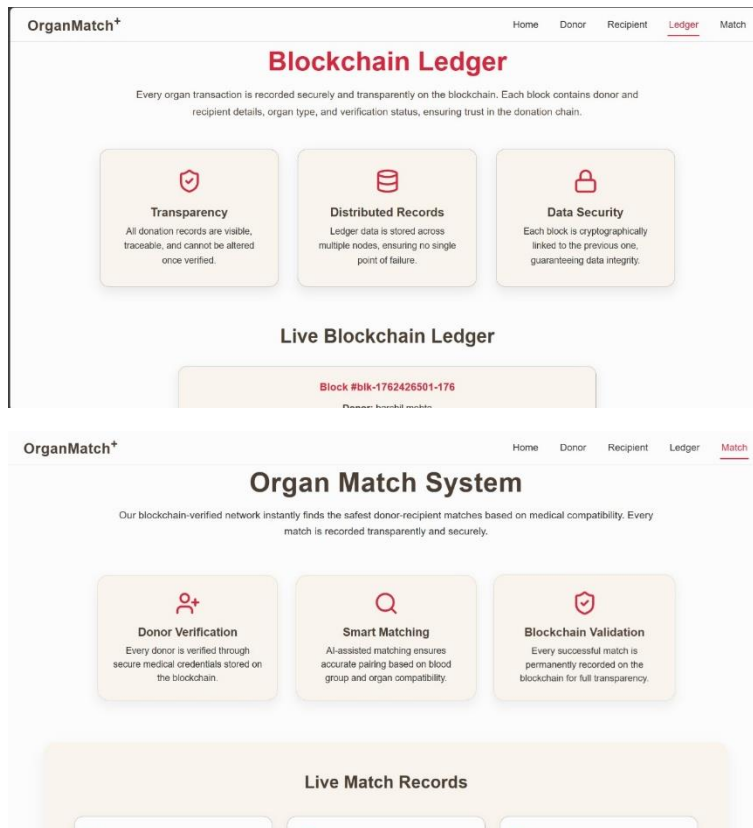 OrganMatch+
Home Donor Recipient Ledger Match
Blockchain Ledger
Every organ transaction is recorded securely and transparently on the blockchain. Each block contains donor and
recipient details, organ type, and verification status, ensuring trust in the donation chain.
Transparency
All donation records are visible,
traceable, and cannot be altered
once verified.
Distributed Records
Ledger data is stored across
multiple nodes, ensuring no single
point of failure.
Data Security
Each block is cryptographically
linked to the previous one,
guaranteeing data integrity.
Live Blockchain Ledger
Block #blk-1762426501-176
OrganMatch+
Home Donor Recipient Ledger Match
Organ Match System
Our blockchain-verified network instantly finds the safest donor-recipient matches based on medical compatibility. Every
match is recorded transparently and securely.
Donor Verification
Every donor is verified through
secure medical credentials stored on
the blockchain.
Smart Matching
AI-assisted matching ensures
accurate pairing based on blood
group and organ compatibility.
Blockchain Validation
Every successful match is
permanently recorded on the
blockchain for full transparency.
Live Match Records